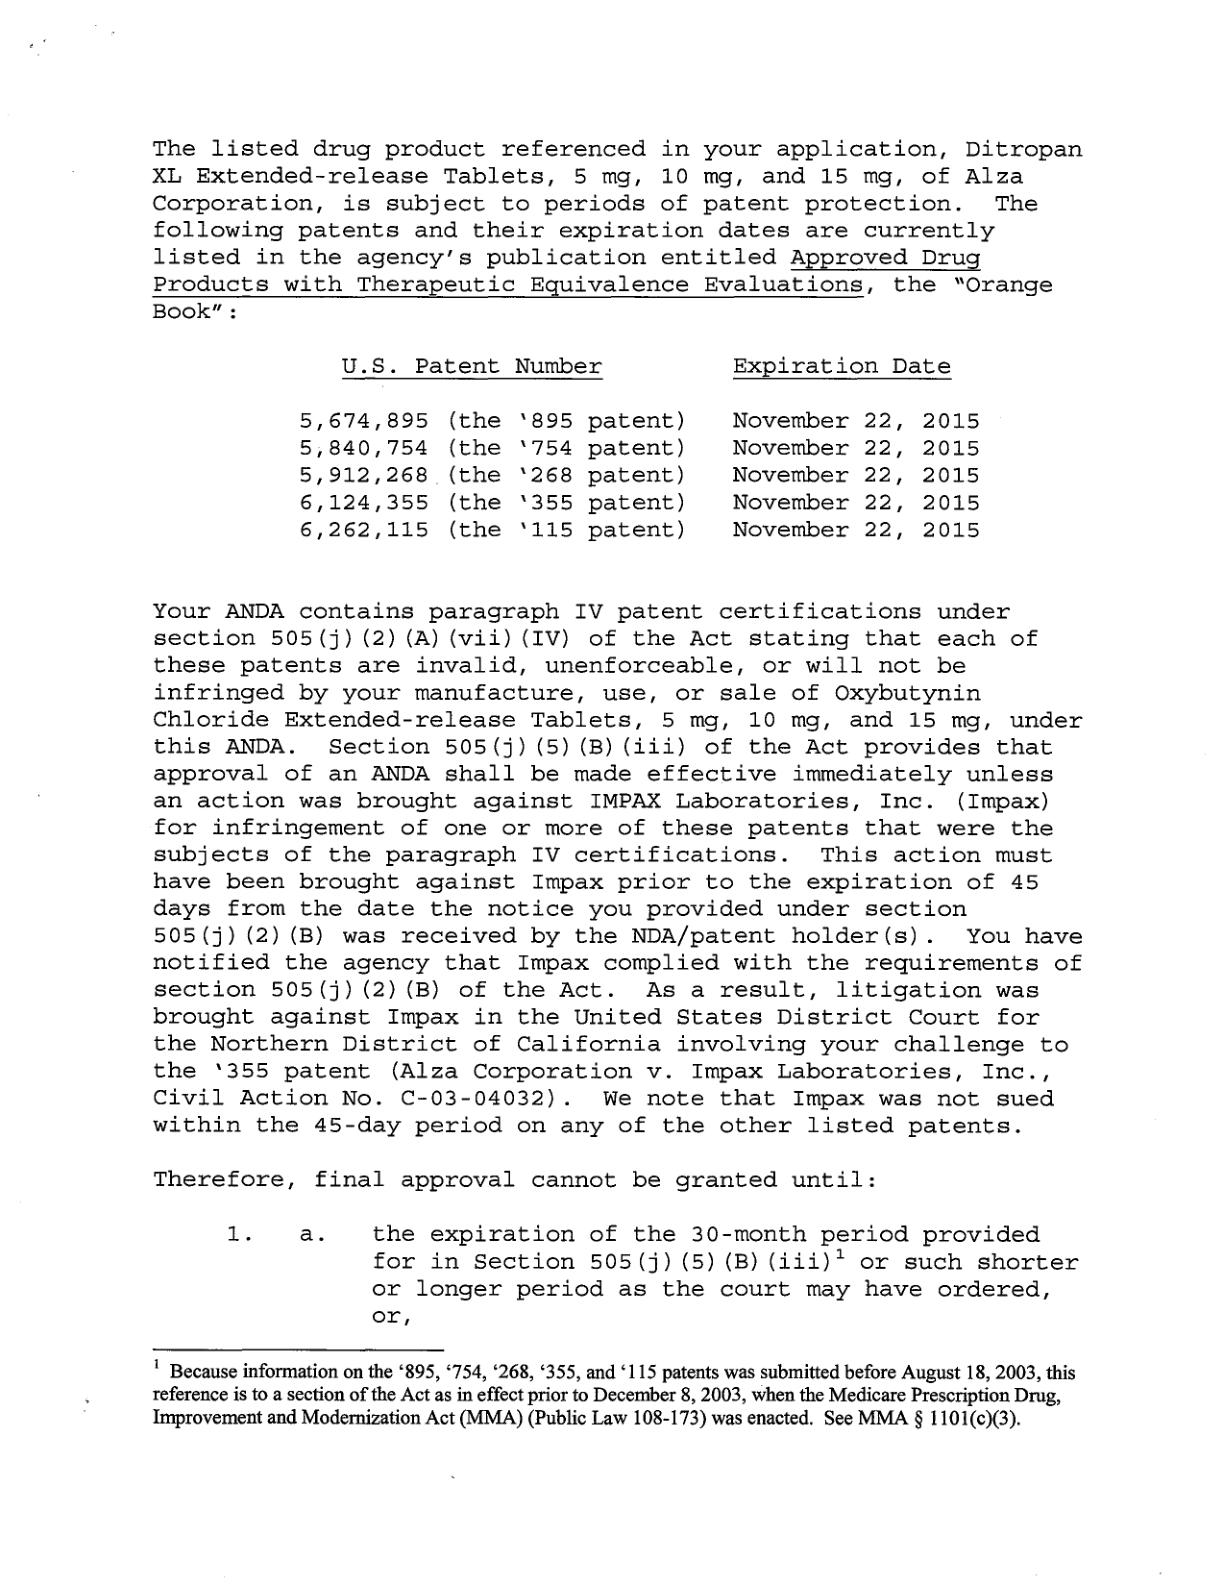 The listed drug product referenced in your application, Ditropan
XL Extended-release Tablets, 5 mg, 10 mg, and 15 mg, of Alza
Corporation, is subject to periods of patent protection.  The
following patents and their expiration dates are currently
listed in the agency's publication entitled Approved Drug
Products with Therapeutic Equivalence Evaluations, the "Orange
Book":
U.S. Patent Number Expiration Date
5,674,895 (the '895 patent) November 22, 2015
5,840,754 (the '754 patent) November 22, 2015
5,912,268 (the '268 patent) November 22, 2015
6,124,355 (the '355 patent) November 22, 2015
6,262,115 (the '115 patent) November 22, 2015
Your ANDA contains paragraph IV patent certifications under
section 505(j)(2)(A)(vii)(IV) of the Act stating that each of
these patents are invalid, unenforceable, or will not be
infringed by your manufacture, use, or sale of Oxybutynin
Chloride Extended-release Tablets, 5 mg, 10 mg, and 15 mg, under
this ANDA.  Section 505(j)(5)(B)(iii) of the Act provides that
approval of an ANDA shall be made effective immediately unless
an action was brought against IMPAX Laboratories, Inc. (Impax)
for infringement of one or more of these patents that were the
subjects of the paragraph IV certifications.  This action must
have been brought against Impax prior to the expiration of 45
days from the date the notice you provided under section
505(j)(2)(B) was received by the NDA/patent holder(s).  You have
notified the agency that Impax complied with the requirements of
section 505(j)(2)(B) of the Act.  As a result, litigation was
brought against Impax in the United States District Court for
the Northern District of California involving your challenge to
the '355 patent (Alza Corporation v. Impax Laboratories, Inc.,
Civil Action No. C-03-04032).  We note that Impax was not sued
within the 45-day period on any of the other listed patents.
Therefore, final approval cannot be granted until:
1. a. the expiration of the 30-month period provided
for in Section 505(j)(5)(B)(iii)¹ or such shorter
or longer period as the court may have ordered,
or,
¹ Because information on the '895, '754, '268, '355, and '115 patents was submitted before August 18, 2003, this
reference is to a section of the Act as in effect prior to December 8, 2003, when the Medicare Prescription Drug,
Improvement and Modernization Act (MMA) (Public Law 108-173) was enacted.  See MMA § 1101(c)(3).